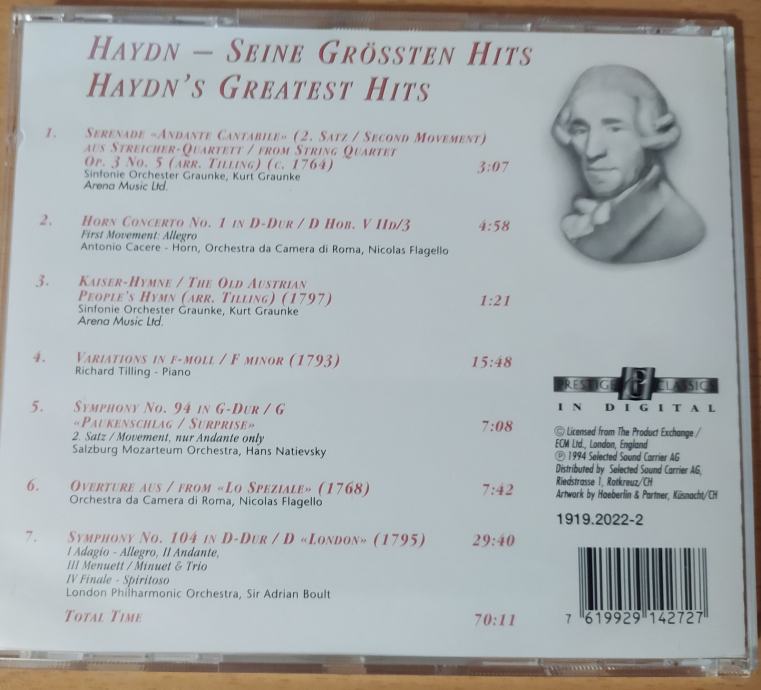 HAYDN – SEINE GRÖSSTEN HITS
HAYDN'S GREATEST HITS
1. SERENADE «ANDANTE CANTABILE» (2. SATZ / SECOND MOVEMENT)
AUS STREICHER-QUARTETT / FROM STRING QUARTET
OP. 3 NO. 5 (ARR. TILLING) (C. 1764) 3:07
Sinfonie Orchester Graunke, Kurt Graunke
Arena Music Ltd.
2. HORN CONCERTO NO. 1 IN D-DUR / D HOB. V IID/3 4:58
First Movement: Allegro
Antonio Cacere - Horn, Orchestra da Camera di Roma, Nicolas Flagello
3. KAISER-HYMNE / THE OLD AUSTRIAN
PEOPLE'S HYMN (ARR. TILLING) (1797) 1:21
Sinfonie Orchester Graunke, Kurt Graunke
Arena Music Ltd.
4. VARIATIONS IN F-MOLL / F MINOR (1793) 15:48
Richard Tilling - Piano
5. SYMPHONY NO. 94 IN G-DUR / G
«PAUKENSCHLAG / SURPRISE» 7:08
2. Satz / Movement, nur Andante only
Salzburg Mozarteum Orchestra, Hans Natievsky
6. OVERTURE AUS / FROM «LO SPEZIALE» (1768) 7:42
Orchestra da Camera di Roma, Nicolas Flagello
7. SYMPHONY NO. 104 IN D-DUR / D «LONDON» (1795) 29:40
I Adagio - Allegro, II Andante,
III Menuett / Minuet & Trio
IV Finale - Spiritoso
London Philharmonic Orchestra, Sir Adrian Boult
TOTAL TIME 70:11
PRESTIGE CLASSICS
IN DIGITAL
© Licensed from The Product Exchange /
ECM Ltd., London, England
℗ 1994 Selected Sound Carrier AG
Distributed by Selected Sound Carrier AG,
Riedstrasse 1, Rotkreuz/CH
Artwork by Haeberlin & Partner, Küsnacht/CH
1919.2022-2
7 619929 142727